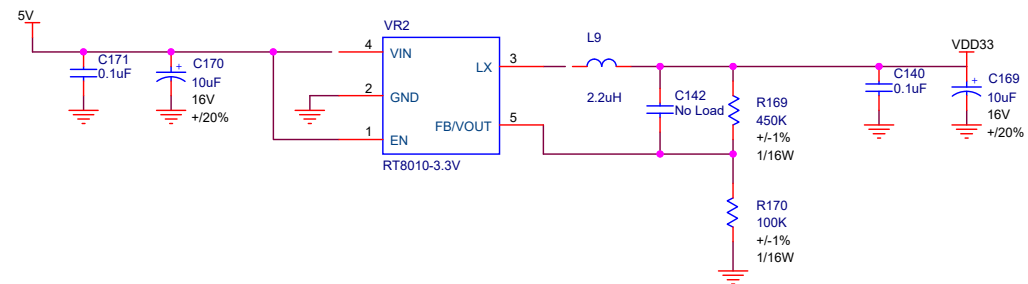 5V
VR2
L9
VDD33
C171
0.1uF
C170
+
10uF
16V
+/20%
4
VIN
LX
3
2.2uH
C142
No Load
R169
450K
+/-1%
1/16W
C140
0.1uF
C169
+
10uF
16V
+/20%
2
GND
FB/VOUT
5
1
EN
RT8010-3.3V
R170
100K
+/-1%
1/16W